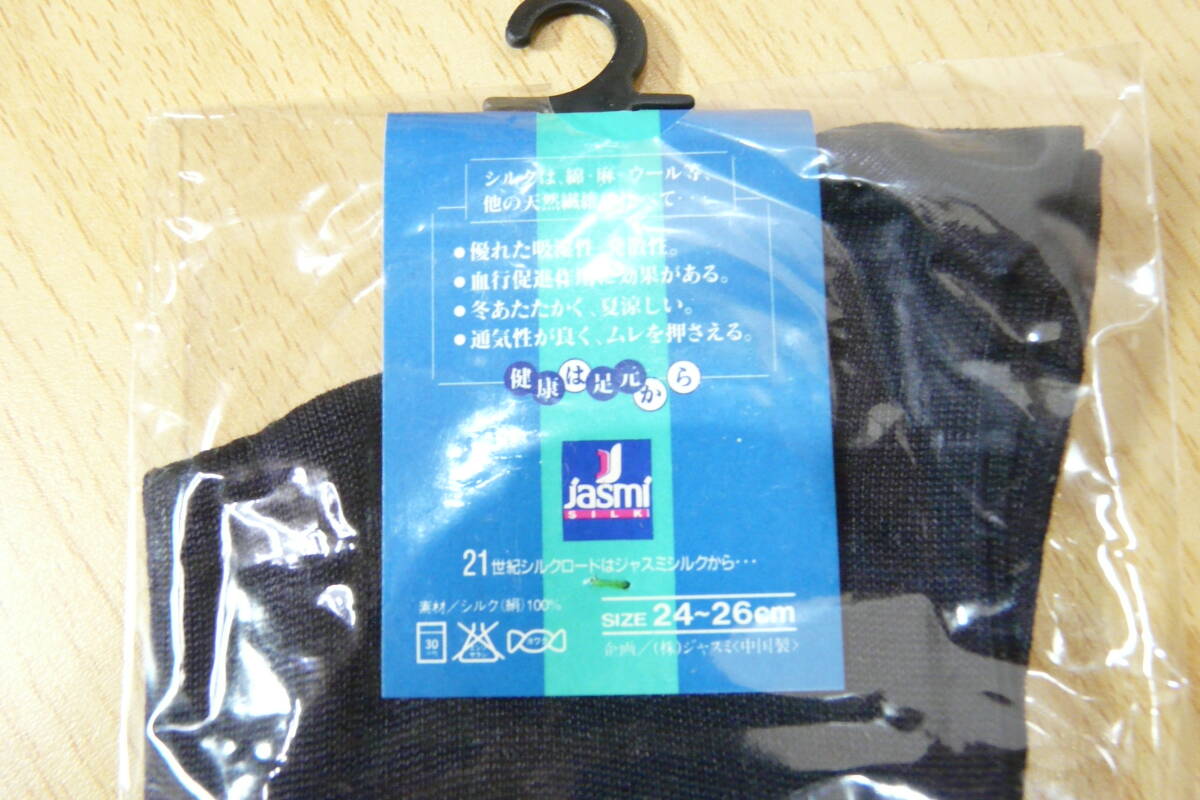 シルクは、綿・麻・ウール等、
他の天然繊維に比べて・・・
●優れた吸湿性、発散性。
●血行促進作用に効果がある。
●冬あたたかく、夏涼しい。
●通気性が良く、ムレを押さえる。
健康は足元から
jasmi
SILK
21世紀シルクロードはジャスミシルクから・・・
素材／シルク(絹)100%
SIZE 24~26cm
30
企画／(株)ジャスミ〈中国製〉